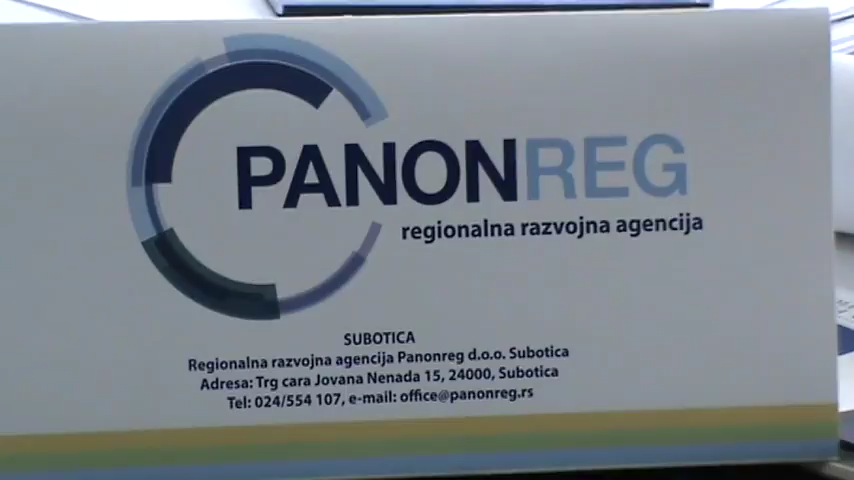 PANONREG
regionalna razvojna agencija
SUBOTICA
Regionalna razvojna agencija Panonreg d.o.o. Subotica
Adresa: Trg cara Jovana Nenada 15, 24000, Subotica
Tel: 024/554 107, e-mail: office@panonreg.rs